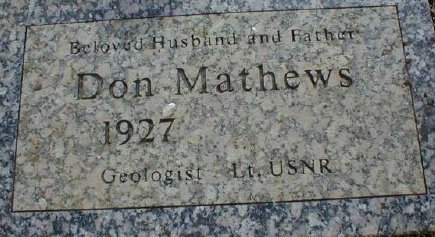 Beloved Husband and Father
Don Mathews
1927
Geologist Lt. USNR